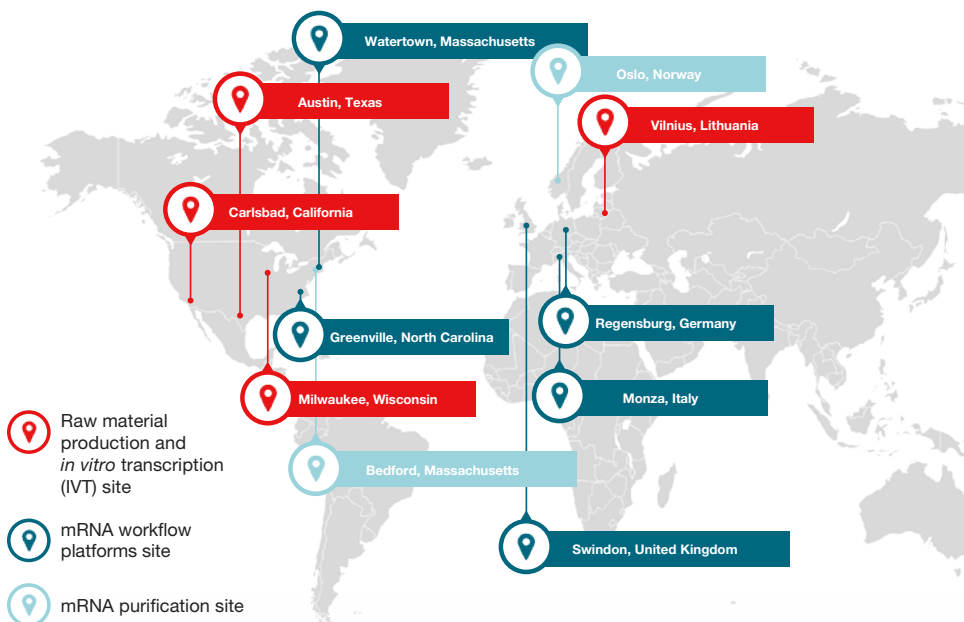 Watertown, Massachusetts
Oslo, Norway
Austin, Texas
Vilnius, Lithuania
Carlsbad, California
Greenville, North Carolina
Regensburg, Germany
Milwaukee, Wisconsin
Monza, Italy
Bedford, Massachusetts
Swindon, United Kingdom
Raw material
production and
in vitro transcription
(IVT) site
mRNA workflow
platforms site
mRNA purification site